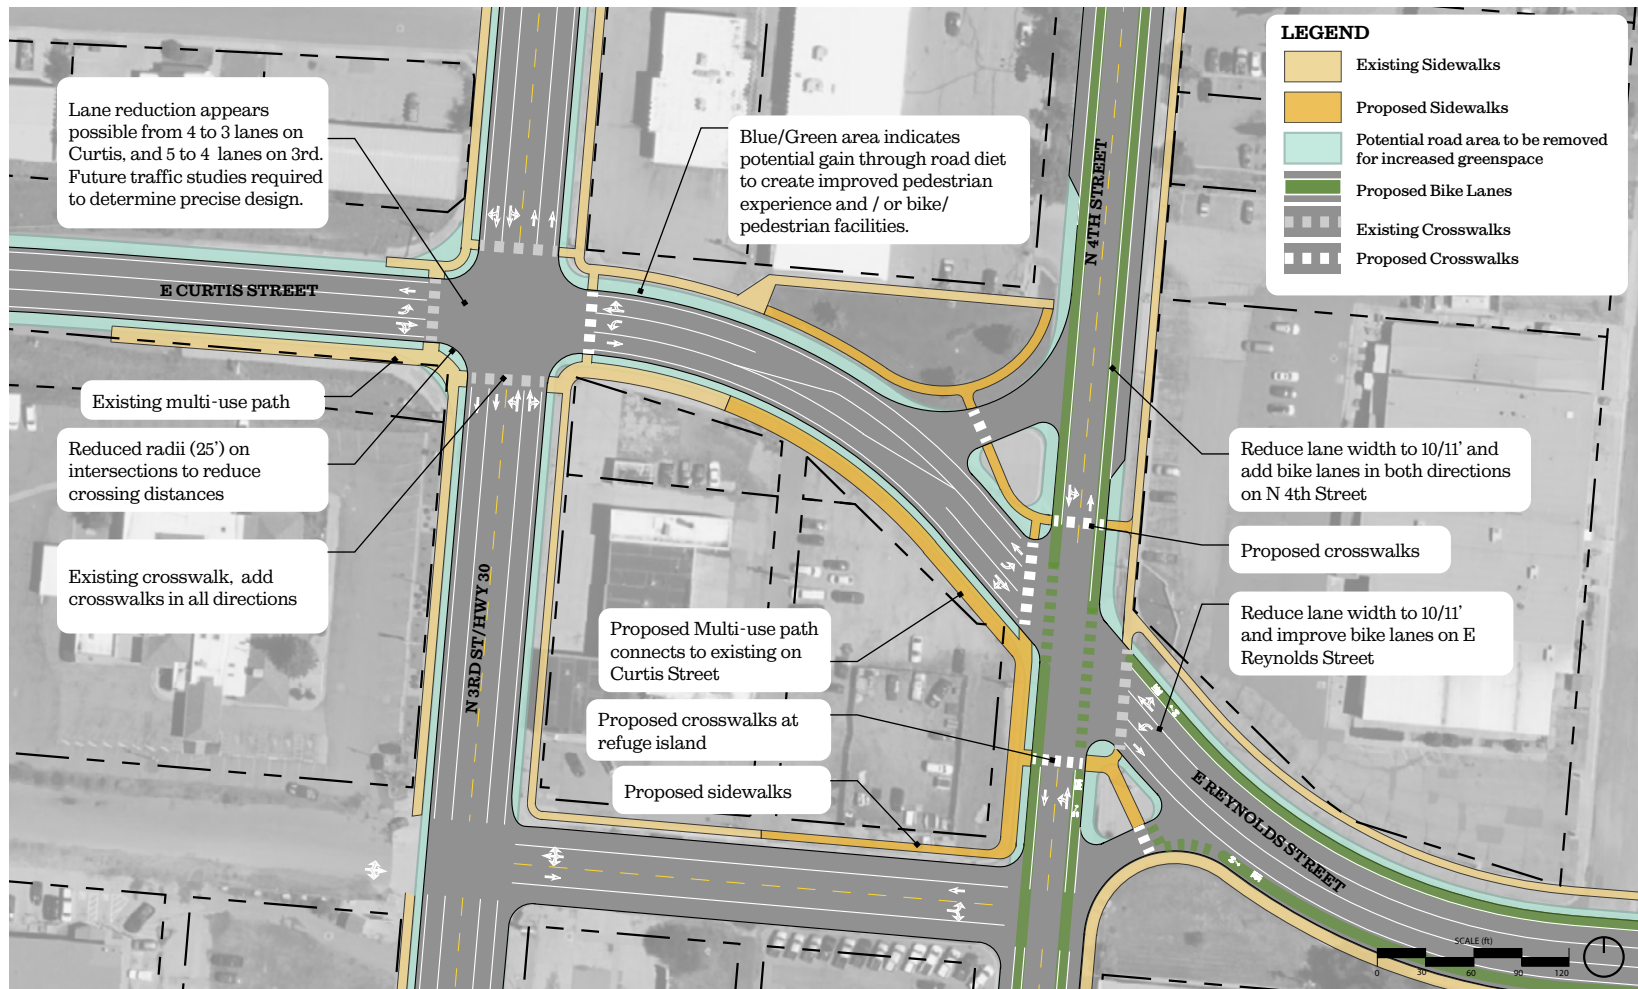 LEGEND
Existing Sidewalks
Proposed Sidewalks
Potential road area to be removed
for increased greenspace
Proposed Bike Lanes
Existing Crosswalks
Proposed Crosswalks
Lane reduction appears
possible from 4 to 3 lanes on
Curtis, and 5 to 4 lanes on 3rd.
Future traffic studies required
to determine precise design.
Blue/Green area indicates
potential gain through road diet
to create improved pedestrian
experience and / or bike/
pedestrian facilities.
N 4TH STREET
E CURTIS STREET
Existing multi-use path
Reduced radii (25’) on
intersections to reduce
crossing distances
Existing crosswalk, add
crosswalks in all directions
N 3RD ST/HWY 30
Reduce lane width to 10/11’ and
add bike lanes in both directions
on N 4th Street
Proposed crosswalks
Reduce lane width to 10/11’
and improve bike lanes on E
Reynolds Street
Proposed Multi-use path
connects to existing on
Curtis Street
Proposed crosswalks at
refuge island
Proposed sidewalks
E REYNOLDS STREET
SCALE (ft)
0 30 60 90 120